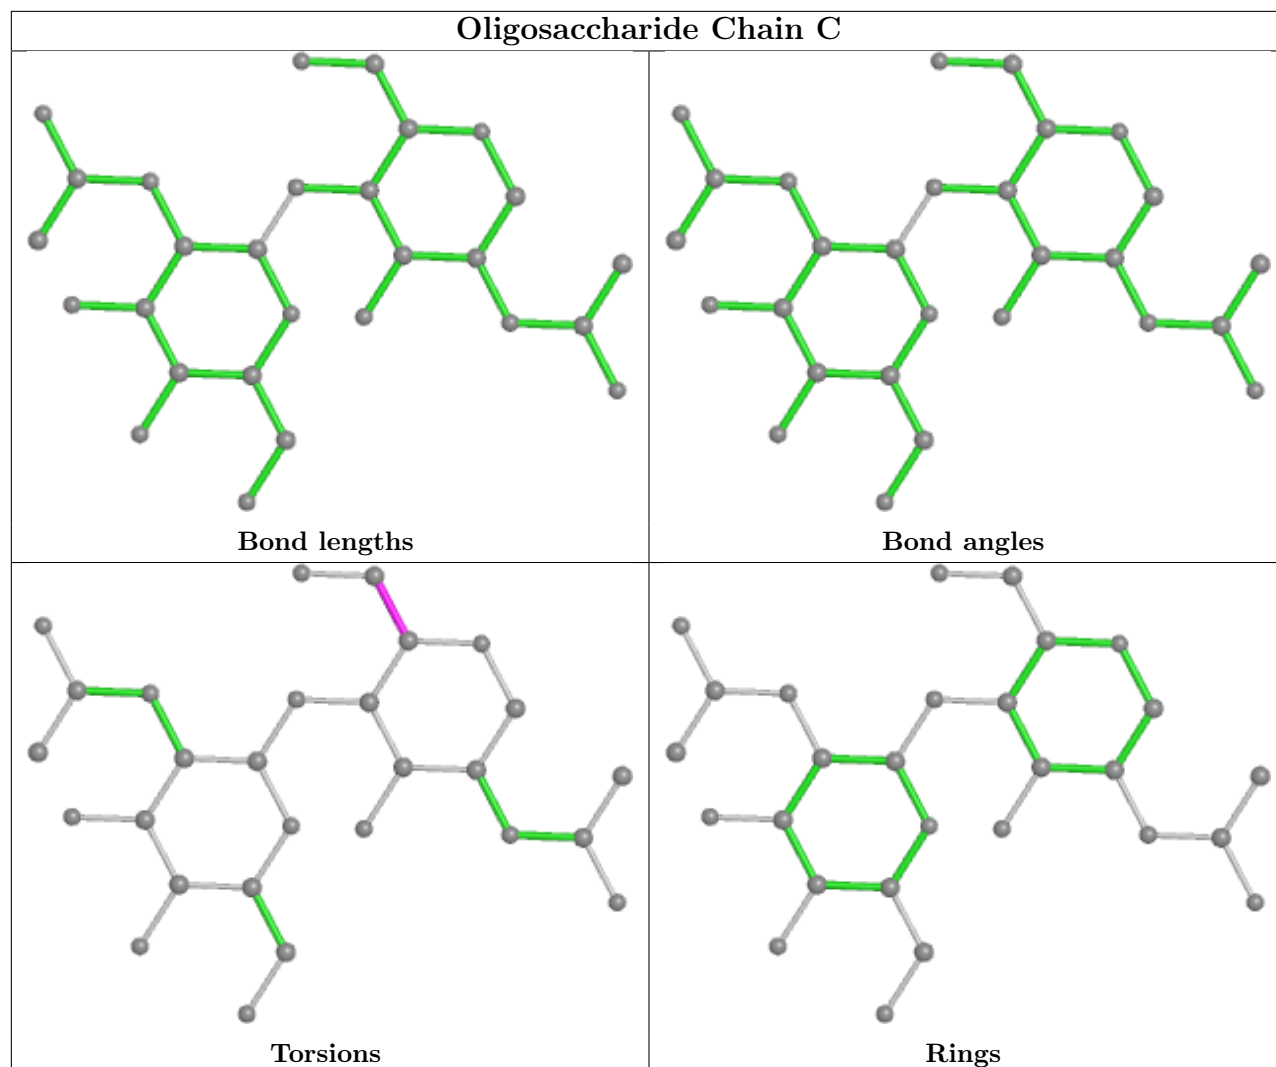 Oligosaccharide Chain C
Bond lengths
Bond angles
Torsions
Rings